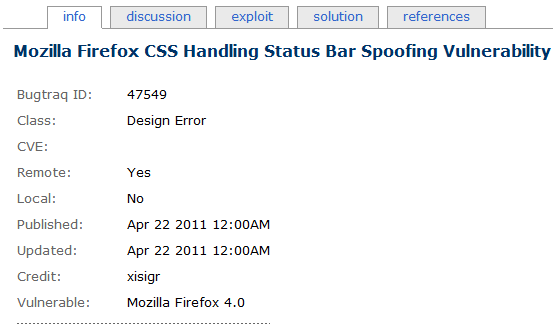 info discussion exploit solution references
Mozilla Firefox CSS Handling Status Bar Spoofing Vulnerability
Bugtraq ID: 47549
Class: Design Error
CVE:
Remote: Yes
Local: No
Published: Apr 22 2011 12:00AM
Updated: Apr 22 2011 12:00AM
Credit: xisigr
Vulnerable: Mozilla Firefox 4.0